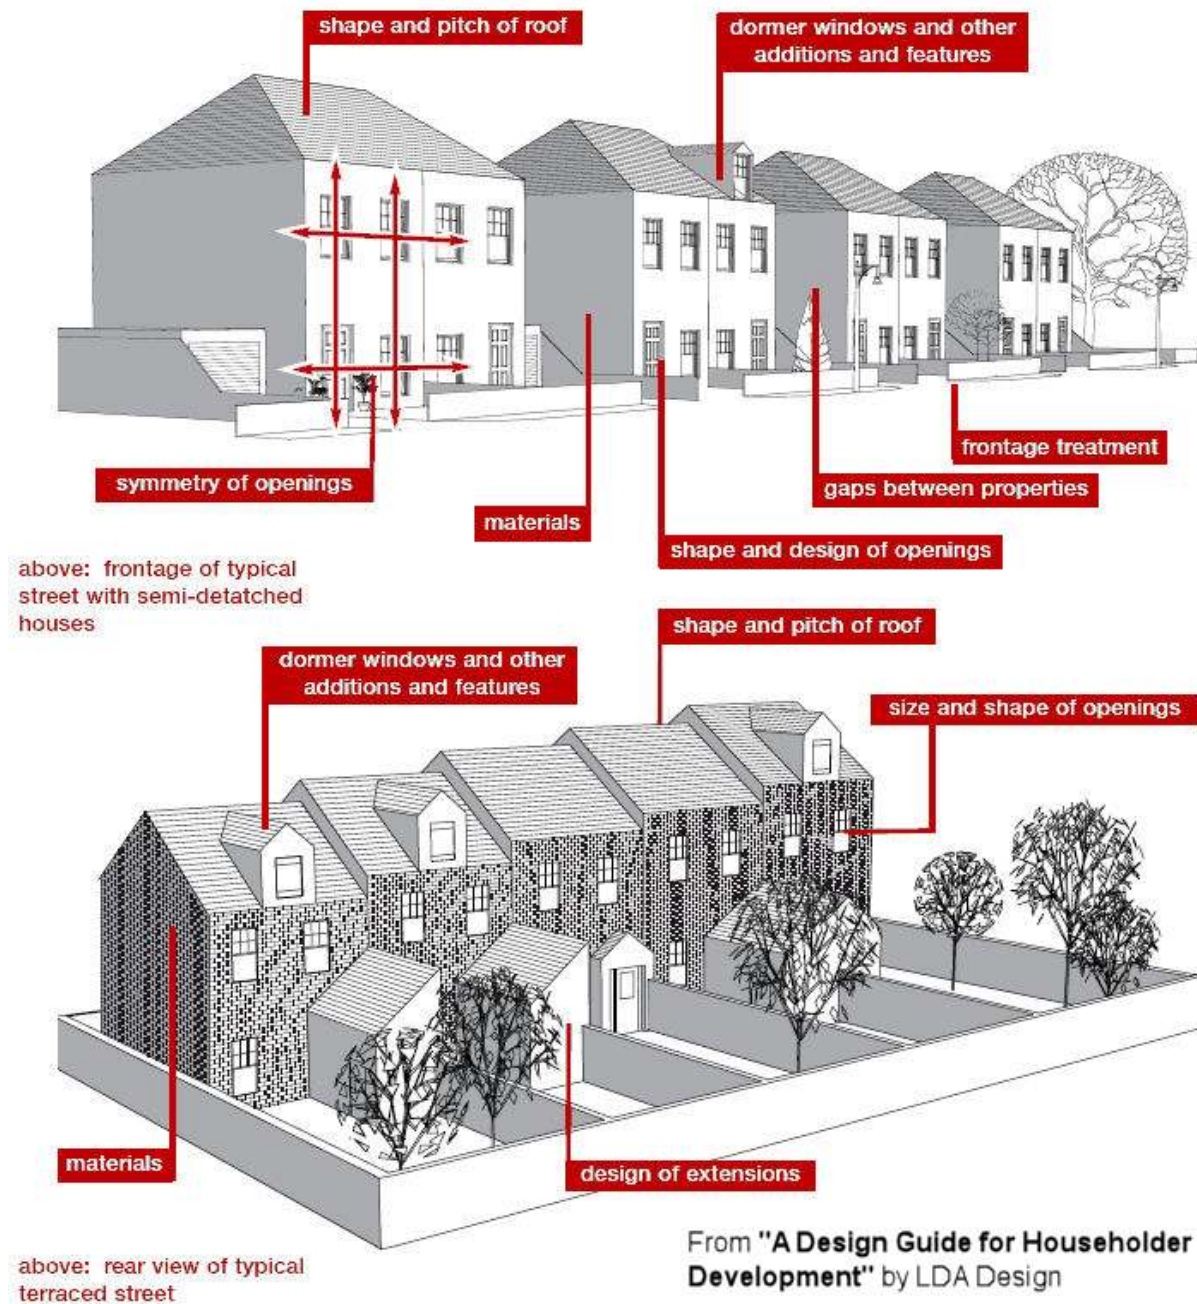 shape and pitch of roof
dormer windows and other
additions and features
symmetry of openings
materials
shape and design of openings
gaps between properties
frontage treatment
above: frontage of typical
street with semi-detatched
houses
dormer windows and other
additions and features
shape and pitch of roof
size and shape of openings
materials
design of extensions
above: rear view of typical
terraced street
From "A Design Guide for Householder
Development" by LDA Design